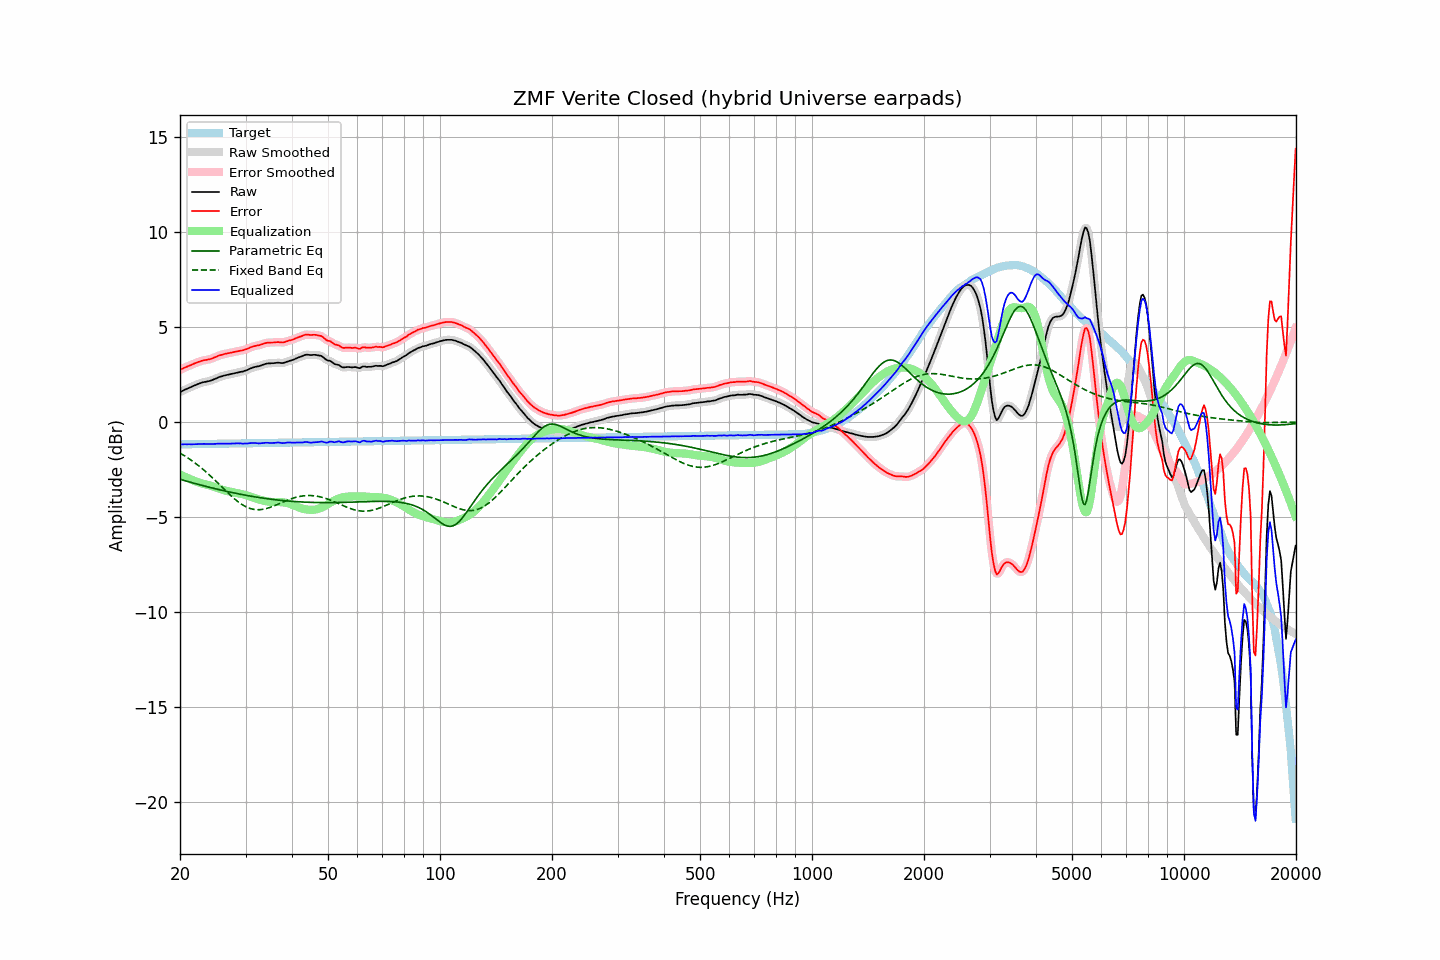 ZMF Verite Closed (hybrid Universe earpads)
Target
Raw Smoothed
Error Smoothed
Raw
Error
Equalization
Parametric Eq
Fixed Band Eq
Equalized
15
10
5
0
−5
−10
−15
−20
Amplitude (dBr)
20 50 100 200 500 1000 2000 5000 10000 20000
Frequency (Hz)